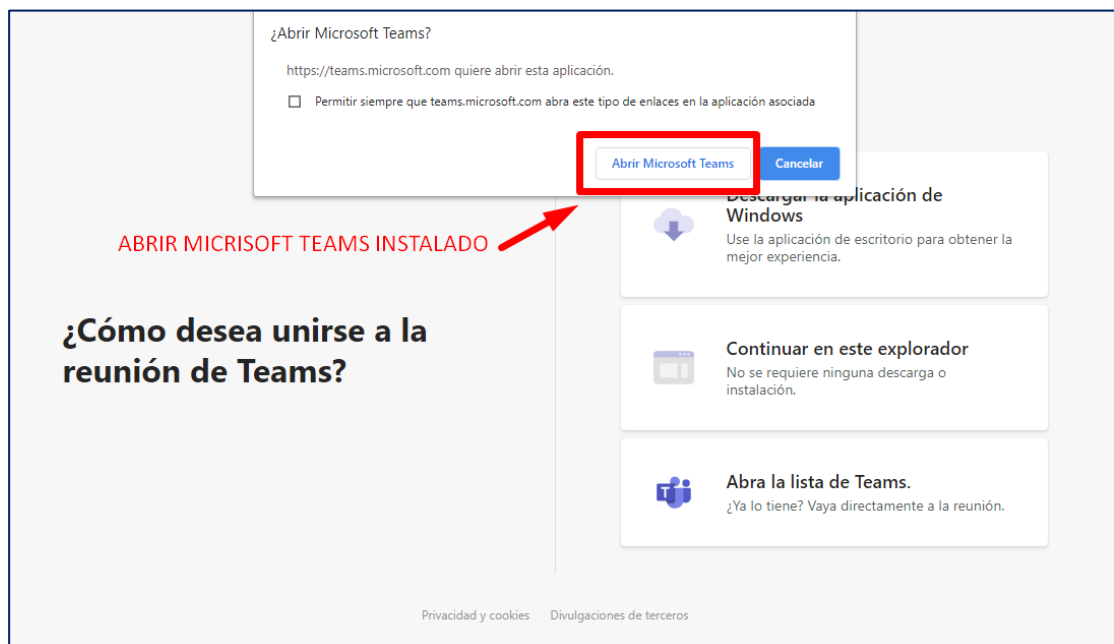 ¿Abrir Microsoft Teams?
https://teams.microsoft.com quiere abrir esta aplicación.
Permitir siempre que teams.microsoft.com abra este tipo de enlaces en la aplicación asociada
Abrir Microsoft Teams
Cancelar
ABRIR MICRISOFT TEAMS INSTALADO
¿Cómo desea unirse a la
reunión de Teams?
Descargar la aplicación de
Windows
Use la aplicación de escritorio para obtener la
mejor experiencia.
Continuar en este explorador
No se requiere ninguna descarga o
instalación.
Abra la lista de Teams.
¿Ya lo tiene? Vaya directamente a la reunión.
Privacidad y cookies
Divulgaciones de terceros